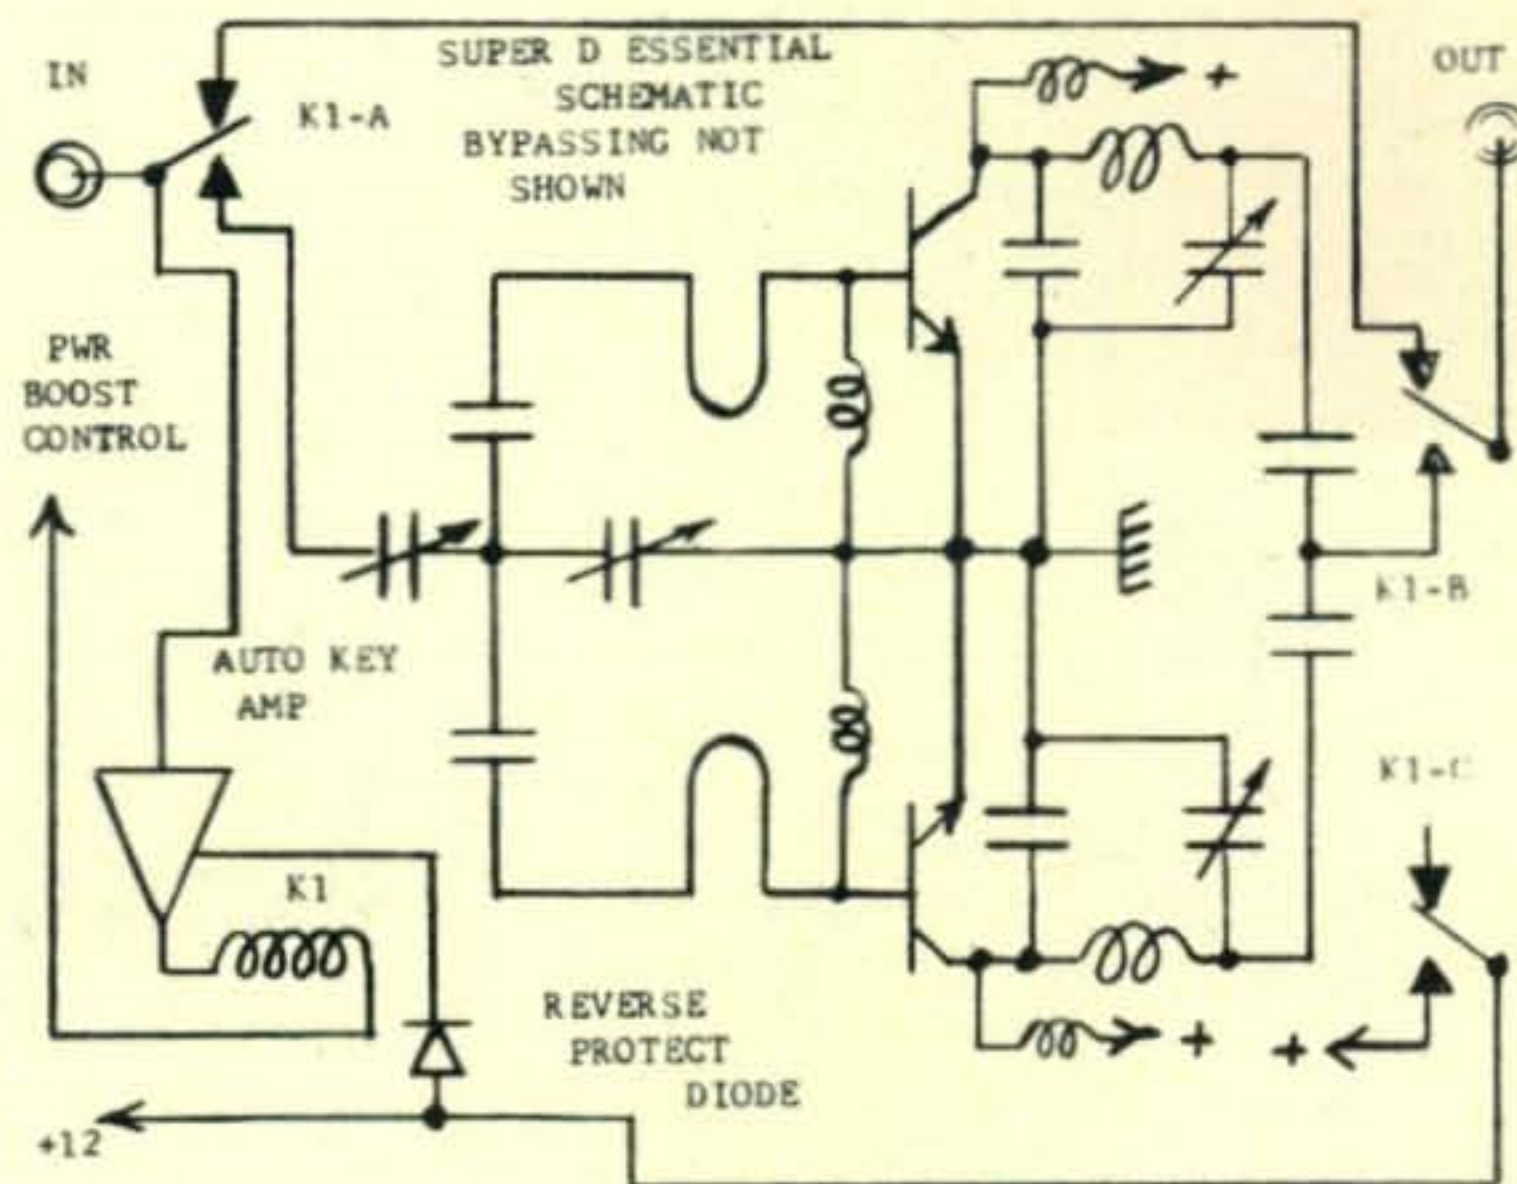 IN
K1-A
SUPER D ESSENTIAL
SCHEMATIC
BYPASSING NOT
SHOWN
+
OUT
PWR
BOOST
CONTROL
K1-B
AUTO KEY
AMP
K1-C
K1
REVERSE
PROTECT
DIODE
+
+
+12